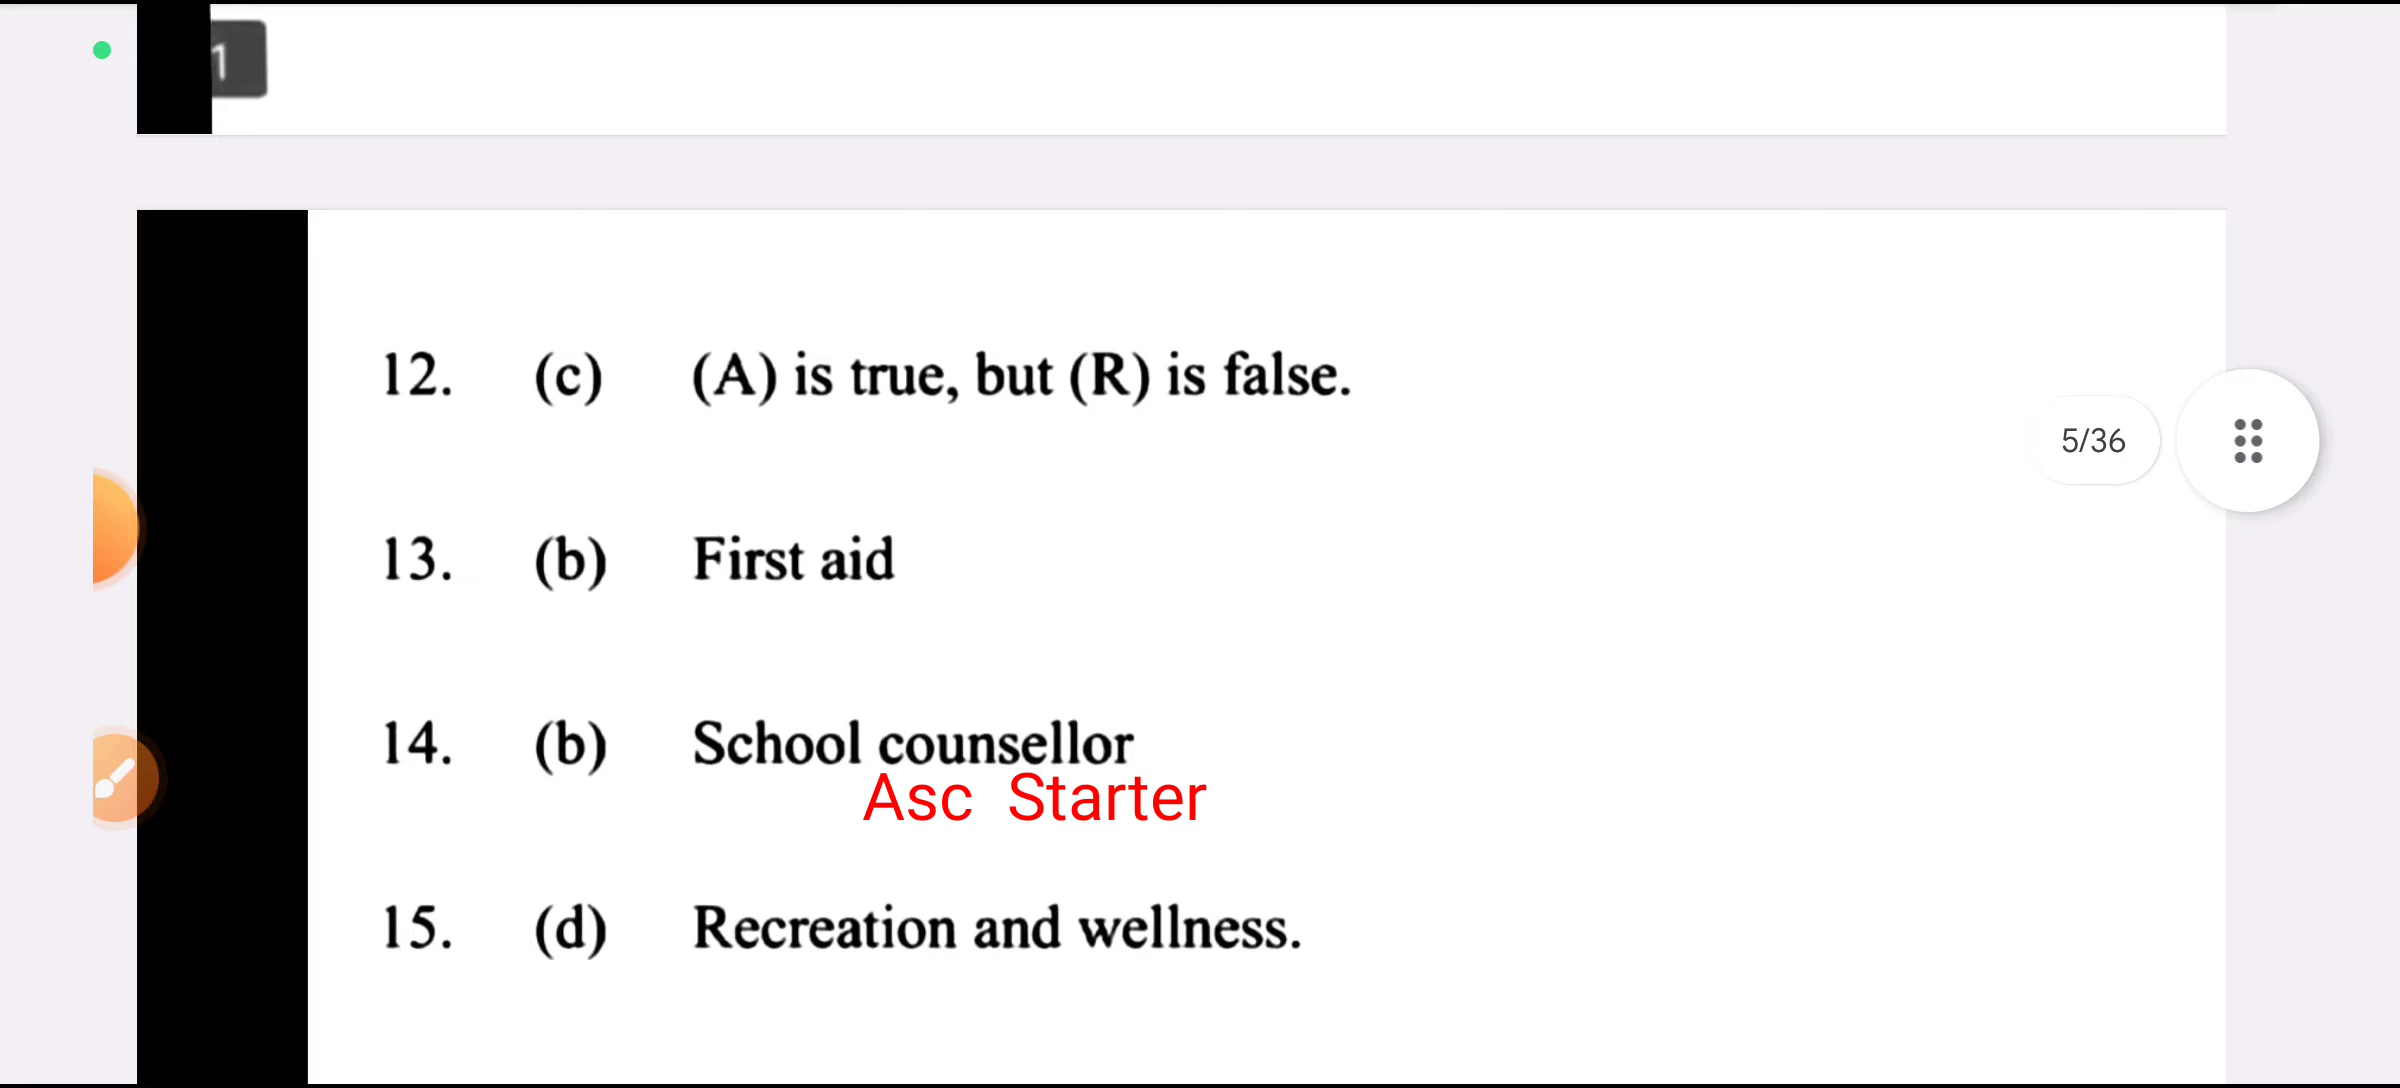 1
12. (c) (A) is true, but (R) is false.
5/36
13. (b) First aid
14. (b) School counsellor
Asc Starter
15. (d) Recreation and wellness.